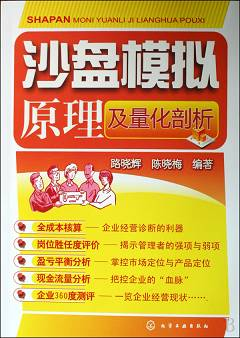 SHAPAN MONI YUANLI JI LIANGHUA POUXI
沙盘模拟
原理及量化剖析
路晓辉 陈晓梅 编著
全成本核算——企业经营诊断的利器
岗位胜任度评价——揭示管理者的强项与弱项
盈亏平衡分析——掌控市场定位与产品定位
现金流量分析——把控企业的“血脉”
企业360度测评——一览企业经营现状……
化学工业出版社